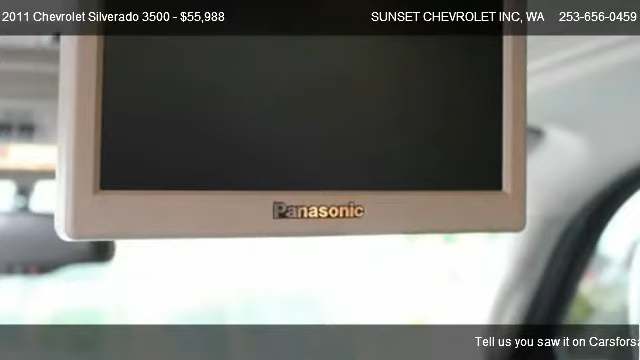 2011 Chevrolet Silverado 3500 - $55,988 SUNSET CHEVROLET INC, WA 253-656-0459
Panasonic
Tell us you saw it on Carsfors